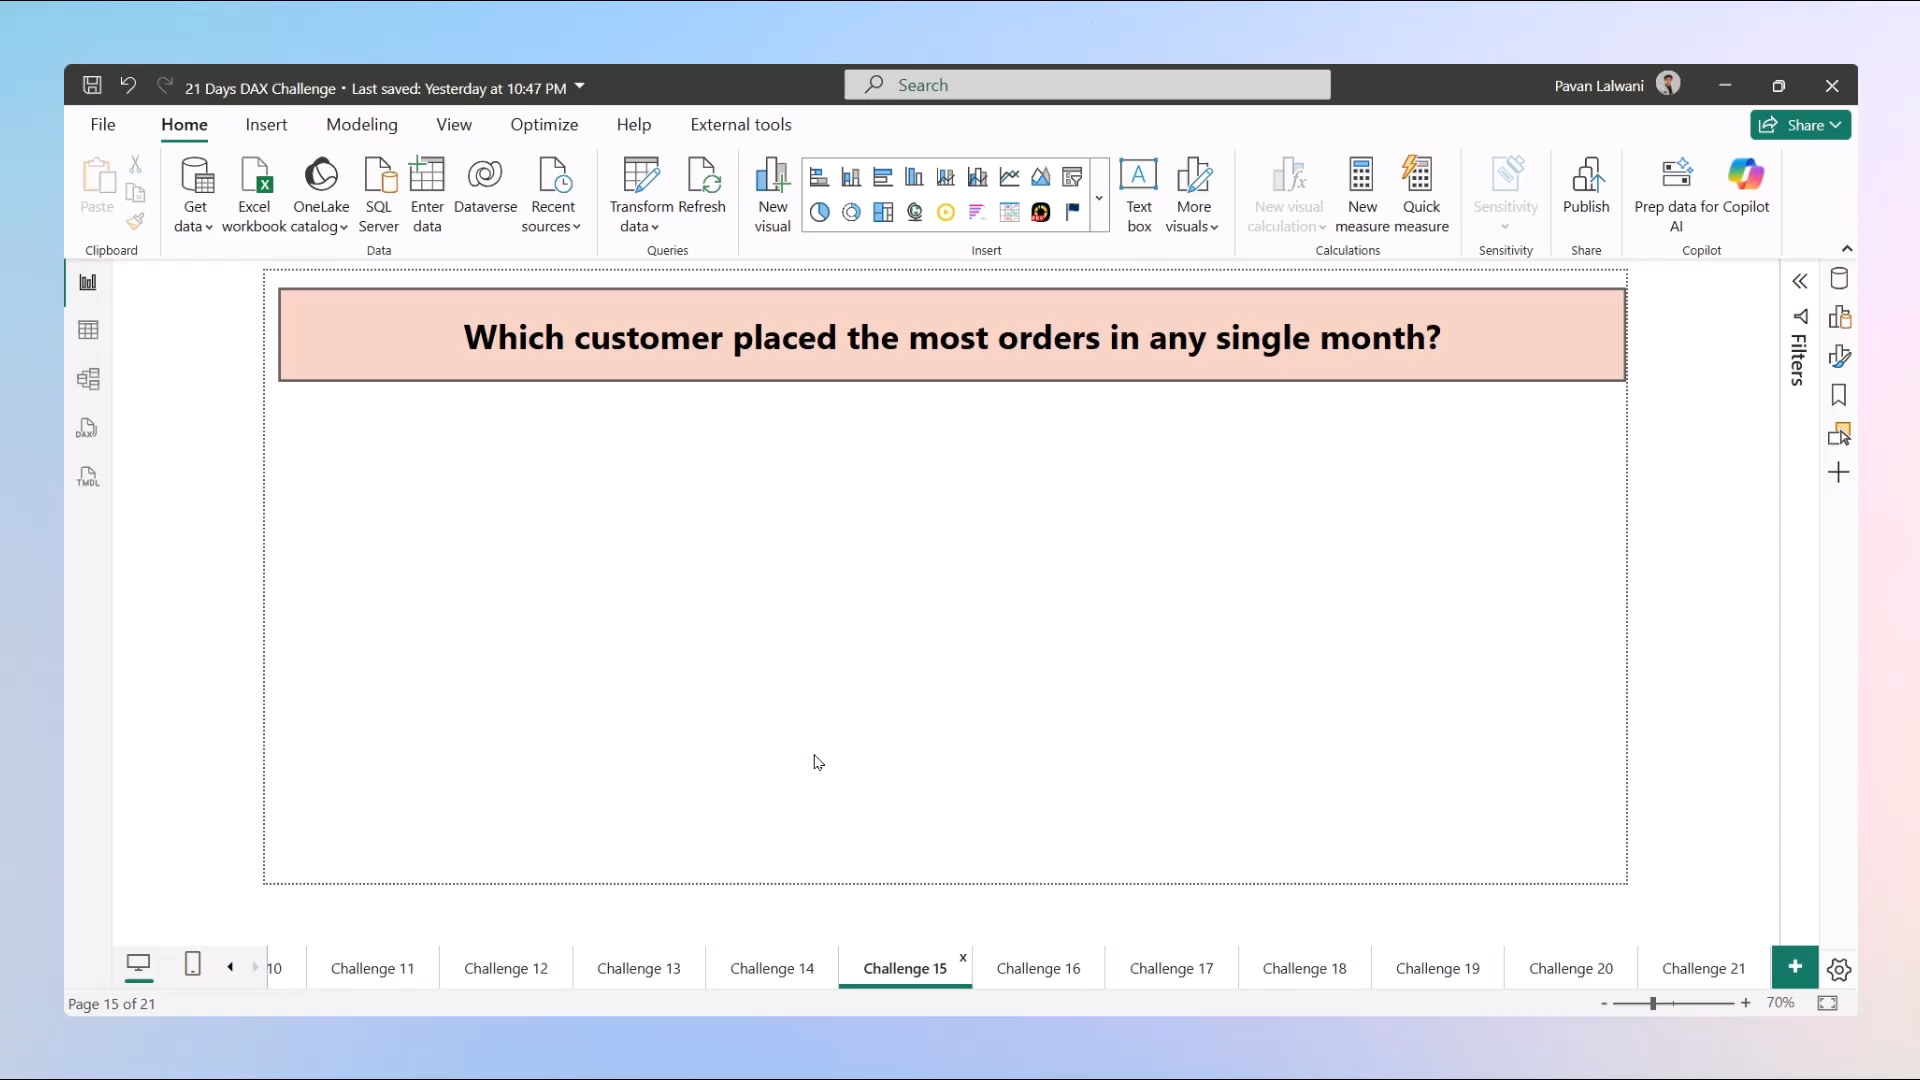 21 Days DAX Challenge • Last saved: Yesterday at 10:47 PM
Search
Pavan Lalwani
File Home Insert Modeling View Optimize Help External tools
Share
Paste
Get data
Excel workbook
OneLake catalog
SQL Server
Enter data
Dataverse
Recent sources
Transform data
Refresh
New visual
Text box
More visuals
New visual calculation
New measure
Quick measure
Sensitivity
Publish
Prep data for AI
Copilot
Clipboard Data Queries Insert Calculations Sensitivity Share Copilot
DAX
TMDL
Which customer placed the most orders in any single month?
Filters
10 Challenge 11 Challenge 12 Challenge 13 Challenge 14 Challenge 15 x Challenge 16 Challenge 17 Challenge 18 Challenge 19 Challenge 20 Challenge 21 +
Page 15 of 21
- + 70%